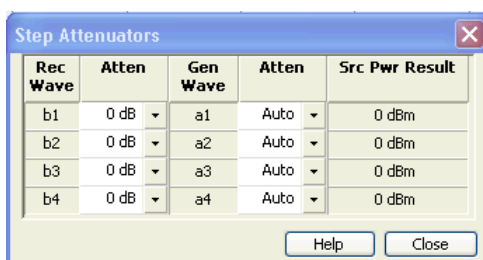 Step Attenuators
Rec Wave Atten Gen Wave Atten Src Pwr Result
b1 0 dB a1 Auto 0 dBm
b2 0 dB a2 Auto 0 dBm
b3 0 dB a3 Auto 0 dBm
b4 0 dB a4 Auto 0 dBm
Help Close